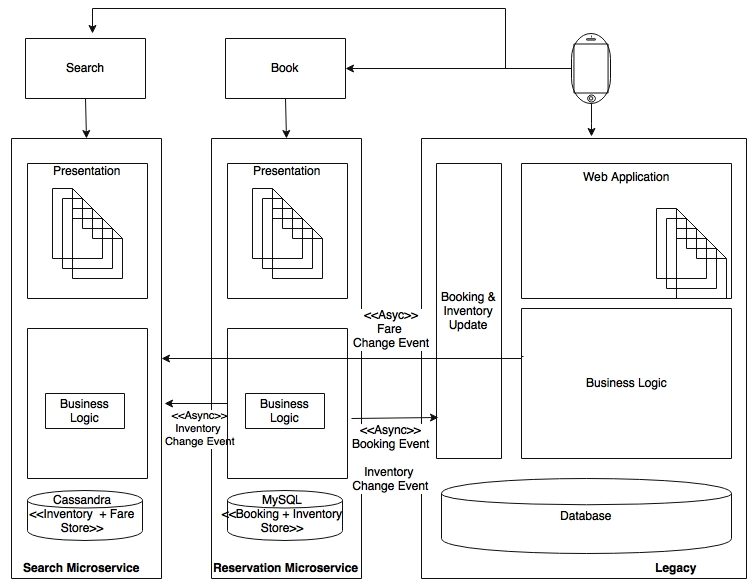 Search
Book
Presentation
Presentation
Web Application
Booking &
Inventory
Update
<<Asyc>>
Fare
Change Event
Business Logic
Business
Logic
<<Async>>
Inventory
Change Event
Business
Logic
<<Async>>
Booking Event
Inventory
Change Event
Cassandra
<<Inventory + Fare
Store>>
MySQL
<<Booking + Inventory
Store>>
Database
Search Microservice
Reservation Microservice
Legacy